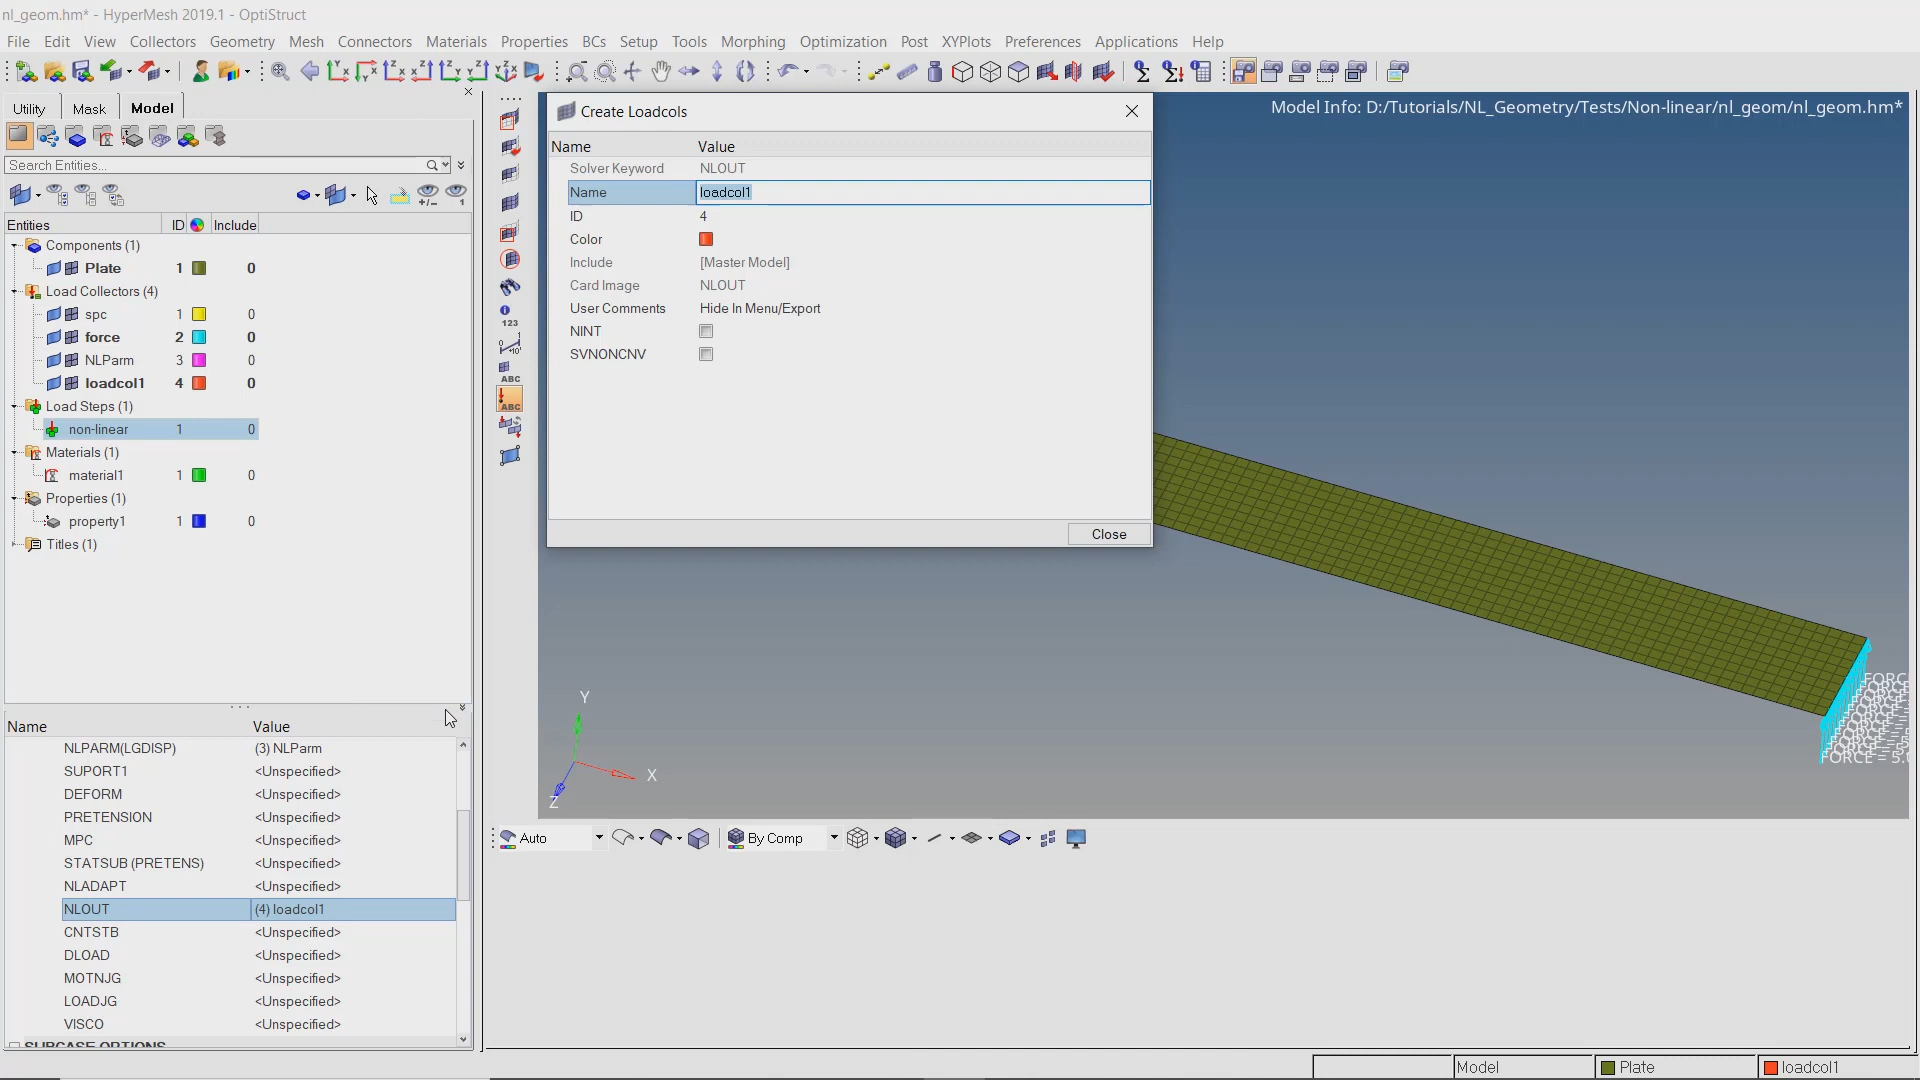 nl_geom.hm* - HyperMesh 2019.1 - OptiStruct
File Edit View Collectors Geometry Mesh Connectors Materials Properties BCs Setup Tools Morphing Optimization Post XYPlots Preferences Applications Help
Utility Mask Model
Search Entities...
Entities ID Include
Components (1)
Plate 1 0
Load Collectors (4)
spc 1 0
force 2 0
NLParm 3 0
loadcol1 4 0
Load Steps (1)
non-linear 1 0
Materials (1)
material1 1 0
Properties (1)
property1 1 0
Titles (1)
Name Value
NLPARM(LGDISP) (3) NLParm
SUPORT1 <Unspecified>
DEFORM <Unspecified>
PRETENSION <Unspecified>
MPC <Unspecified>
STATSUB (PRETENS) <Unspecified>
NLADAPT <Unspecified>
NLOUT (4) loadcol1
CNTSTB <Unspecified>
DLOAD <Unspecified>
MOTNJG <Unspecified>
LOADJG <Unspecified>
VISCO <Unspecified>
SUBCASE OPTIONS
123
ABC
ABC
Create Loadcols
Name Value
Solver Keyword NLOUT
Name loadcol1
ID 4
Color
Include [Master Model]
Card Image NLOUT
User Comments Hide In Menu/Export
NINT
SVNONCNV
Close
Model Info: D:/Tutorials/NL_Geometry/Tests/Non-linear/nl_geom/nl_geom.hm*
Y
X
Z
FORCE = 5.
Auto By Comp
Model Plate loadcol1